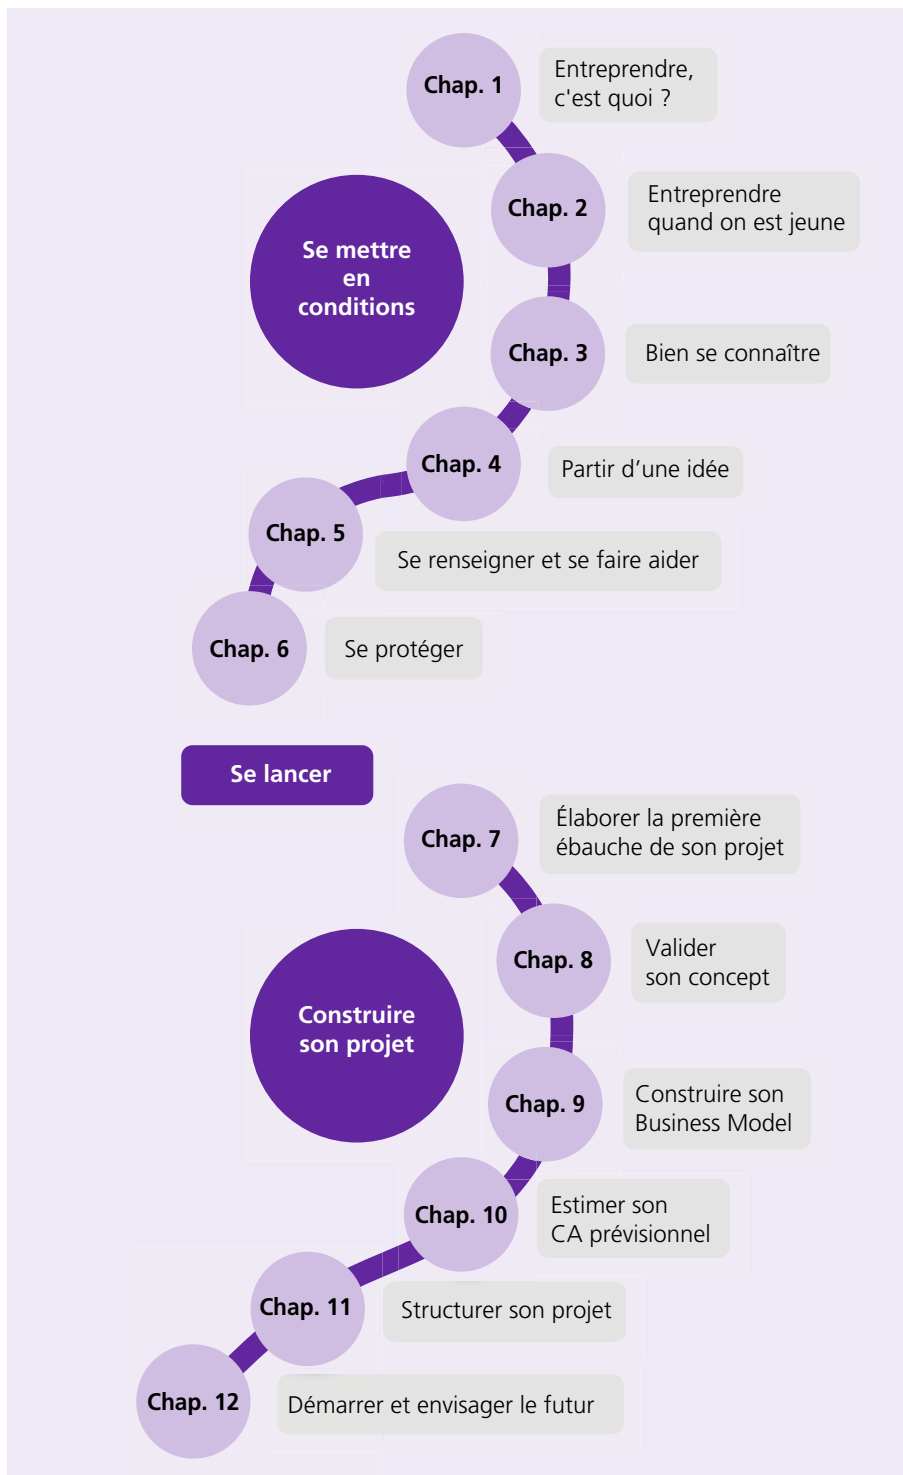 Chap. 1
Entreprendre,
c'est quoi ?
Chap. 2
Entreprendre
quand on est jeune
Se mettre
en
conditions
Chap. 3
Bien se connaître
Chap. 4
Partir d’une idée
Chap. 5
Se renseigner et se faire aider
Chap. 6
Se protéger
Se lancer
Chap. 7
Élaborer la première
ébauche de son projet
Chap. 8
Valider
son concept
Construire
son projet
Chap. 9
Construire son
Business Model
Chap. 10
Estimer son
CA prévisionnel
Chap. 11
Structurer son projet
Chap. 12
Démarrer et envisager le futur